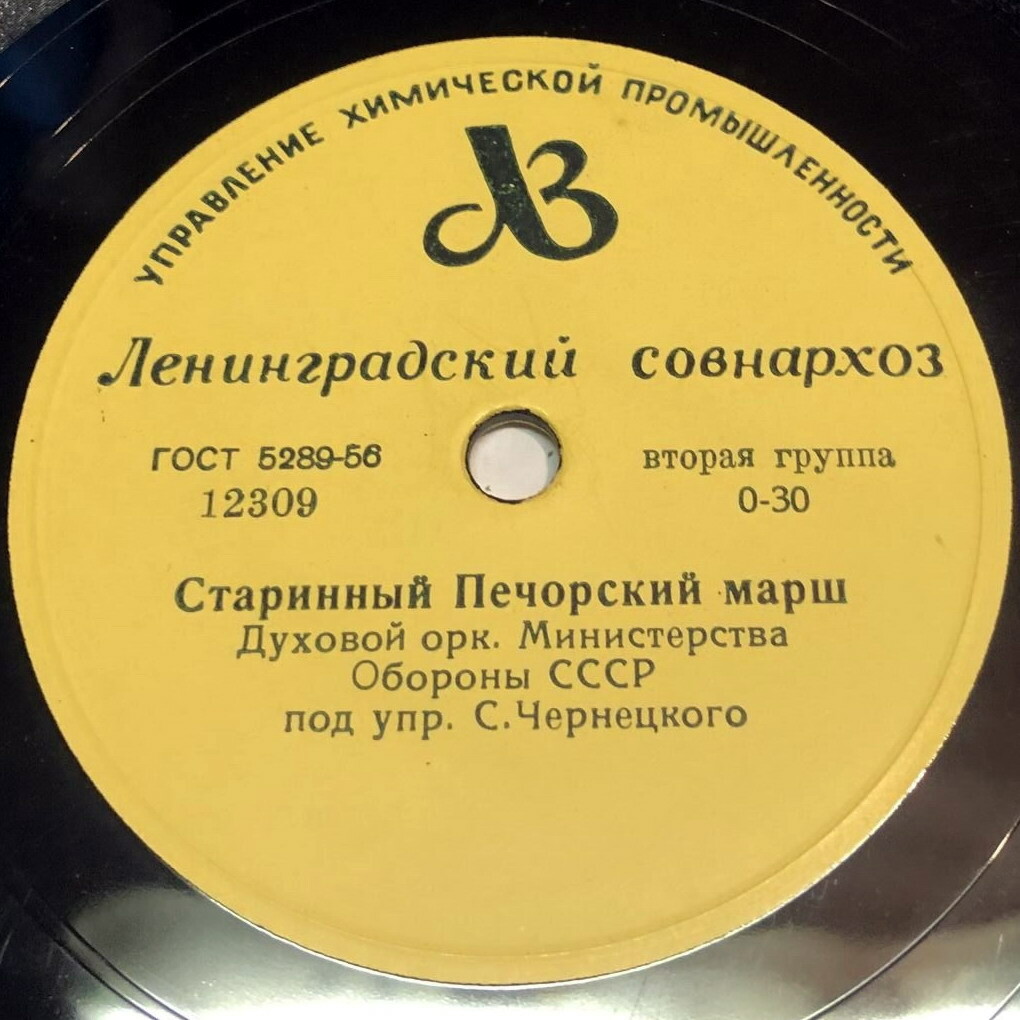 УПРАВЛЕНИЕ ХИМИЧЕСКОЙ ПРОМЫШЛЕННОСТИ
ЛЗ
Ленинградский совнархоз
ГОСТ 5289-56 вторая группа
12309 0-30
Старинный Печорский марш
Духовой орк. Министерства
Обороны СССР
под упр. С.Чернецкого